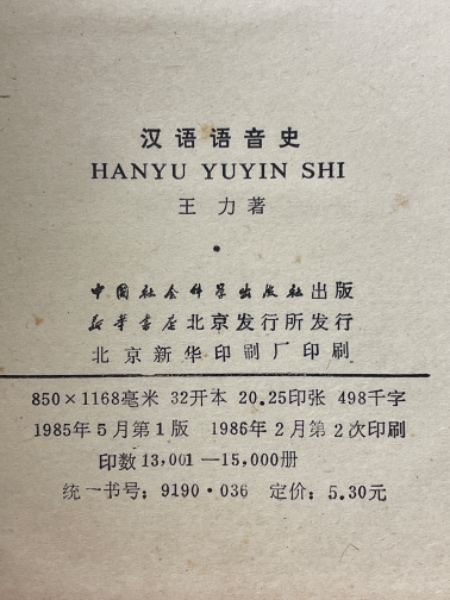 汉语语音史
HANYU YUYIN SHI
王 力著
中国社会科学出版社出版
新华书店北京发行所发行
北京新华印刷厂印刷
850×1168毫米 32开本 20.25印张 498千字
1985年5月第1版 1986年2月第2次印刷
印数13,001—15,000册
统一书号：9190·036 定价：5.30元